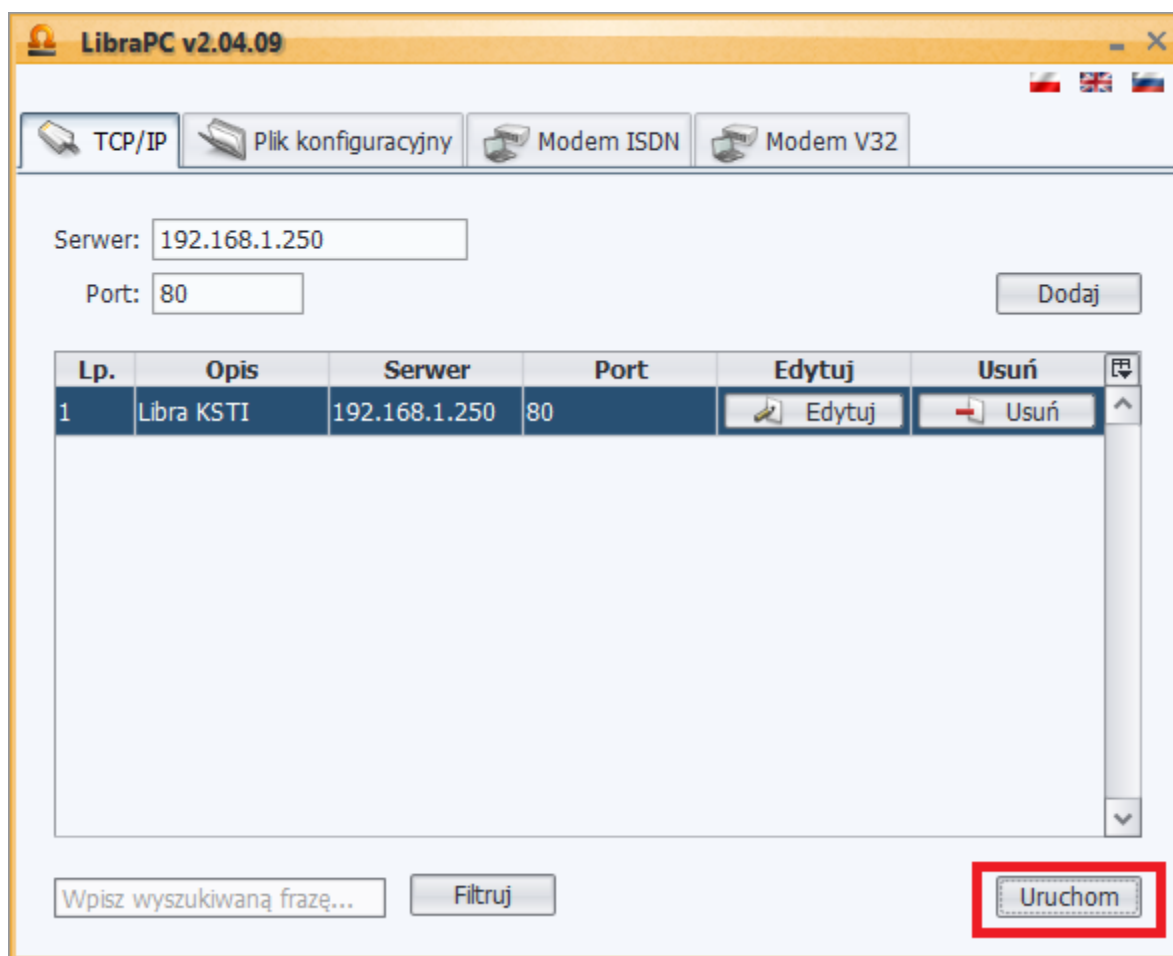 LibraPC v2.04.09
TCP/IP Plik konfiguracyjny Modem ISDN Modem V32
Serwer: 192.168.1.250
Port: 80 Dodaj
Lp. Opis Serwer Port Edytuj Usuń
1 Libra KSTI 192.168.1.250 80 Edytuj Usuń
Wpisz wyszukiwaną frazę... Filtruj Uruchom